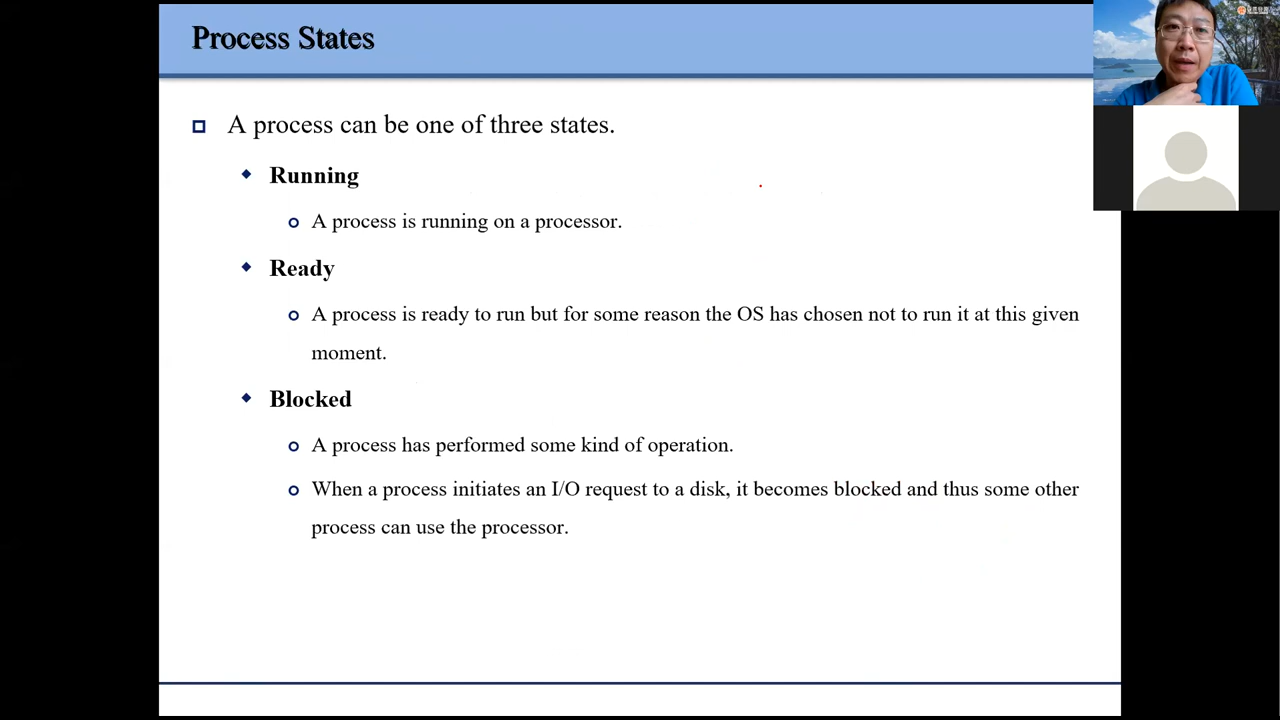 Process States
A process can be one of three states.
Running
A process is running on a processor.
Ready
A process is ready to run but for some reason the OS has chosen not to run it at this given
moment.
Blocked
A process has performed some kind of operation.
When a process initiates an I/O request to a disk, it becomes blocked and thus some other
process can use the processor.